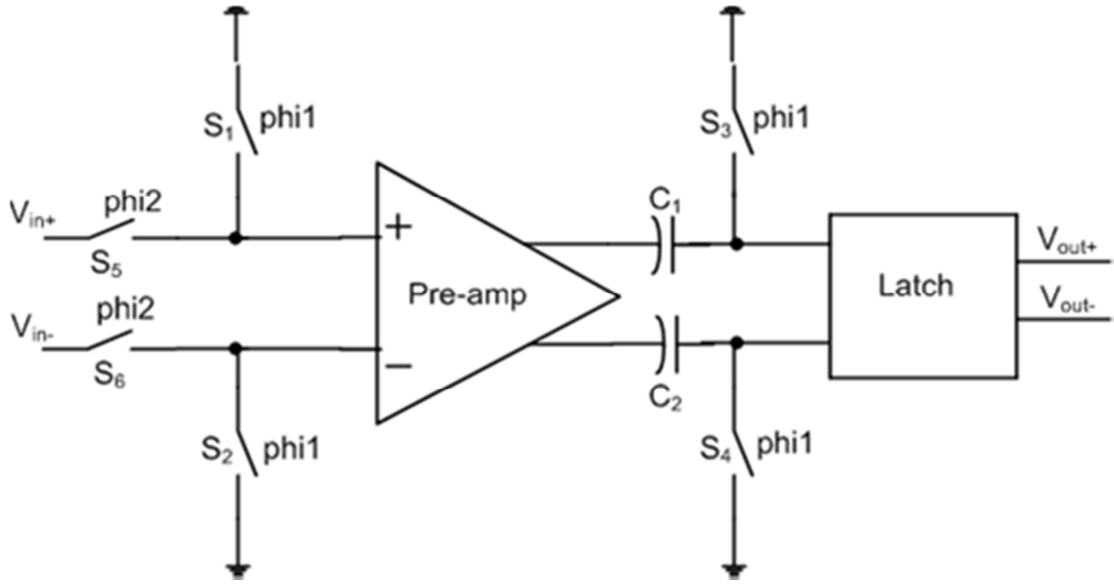 S1 phi1
S3 phi1
Vin+ phi2
S5
C1
+
Pre-amp
Latch
Vout+
Vout-
phi2
Vin-
S6
−
C2
S2 phi1
S4 phi1